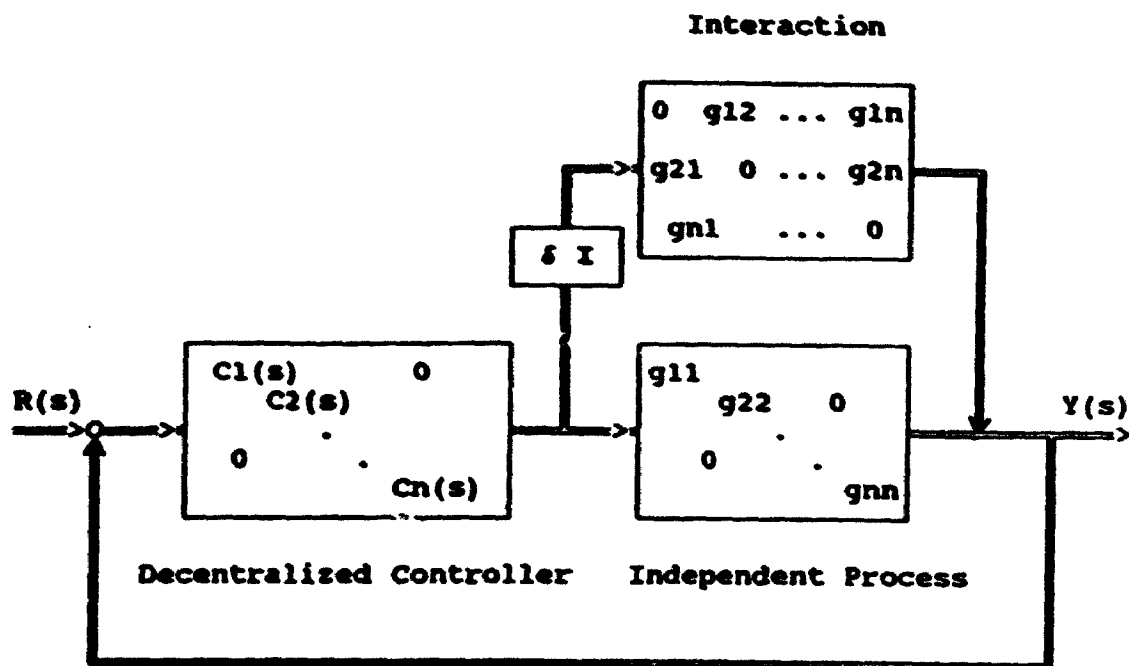 Interaction
0 g12 ... g1n
g21 0 ... g2n
gn1 ... 0
δ I
C1(s) 0
C2(s)
.
0 .
Cn(s)
g11
g22 0
.
0 .
gnn
R(s)
Y(s)
Decentralized Controller
Independent Process